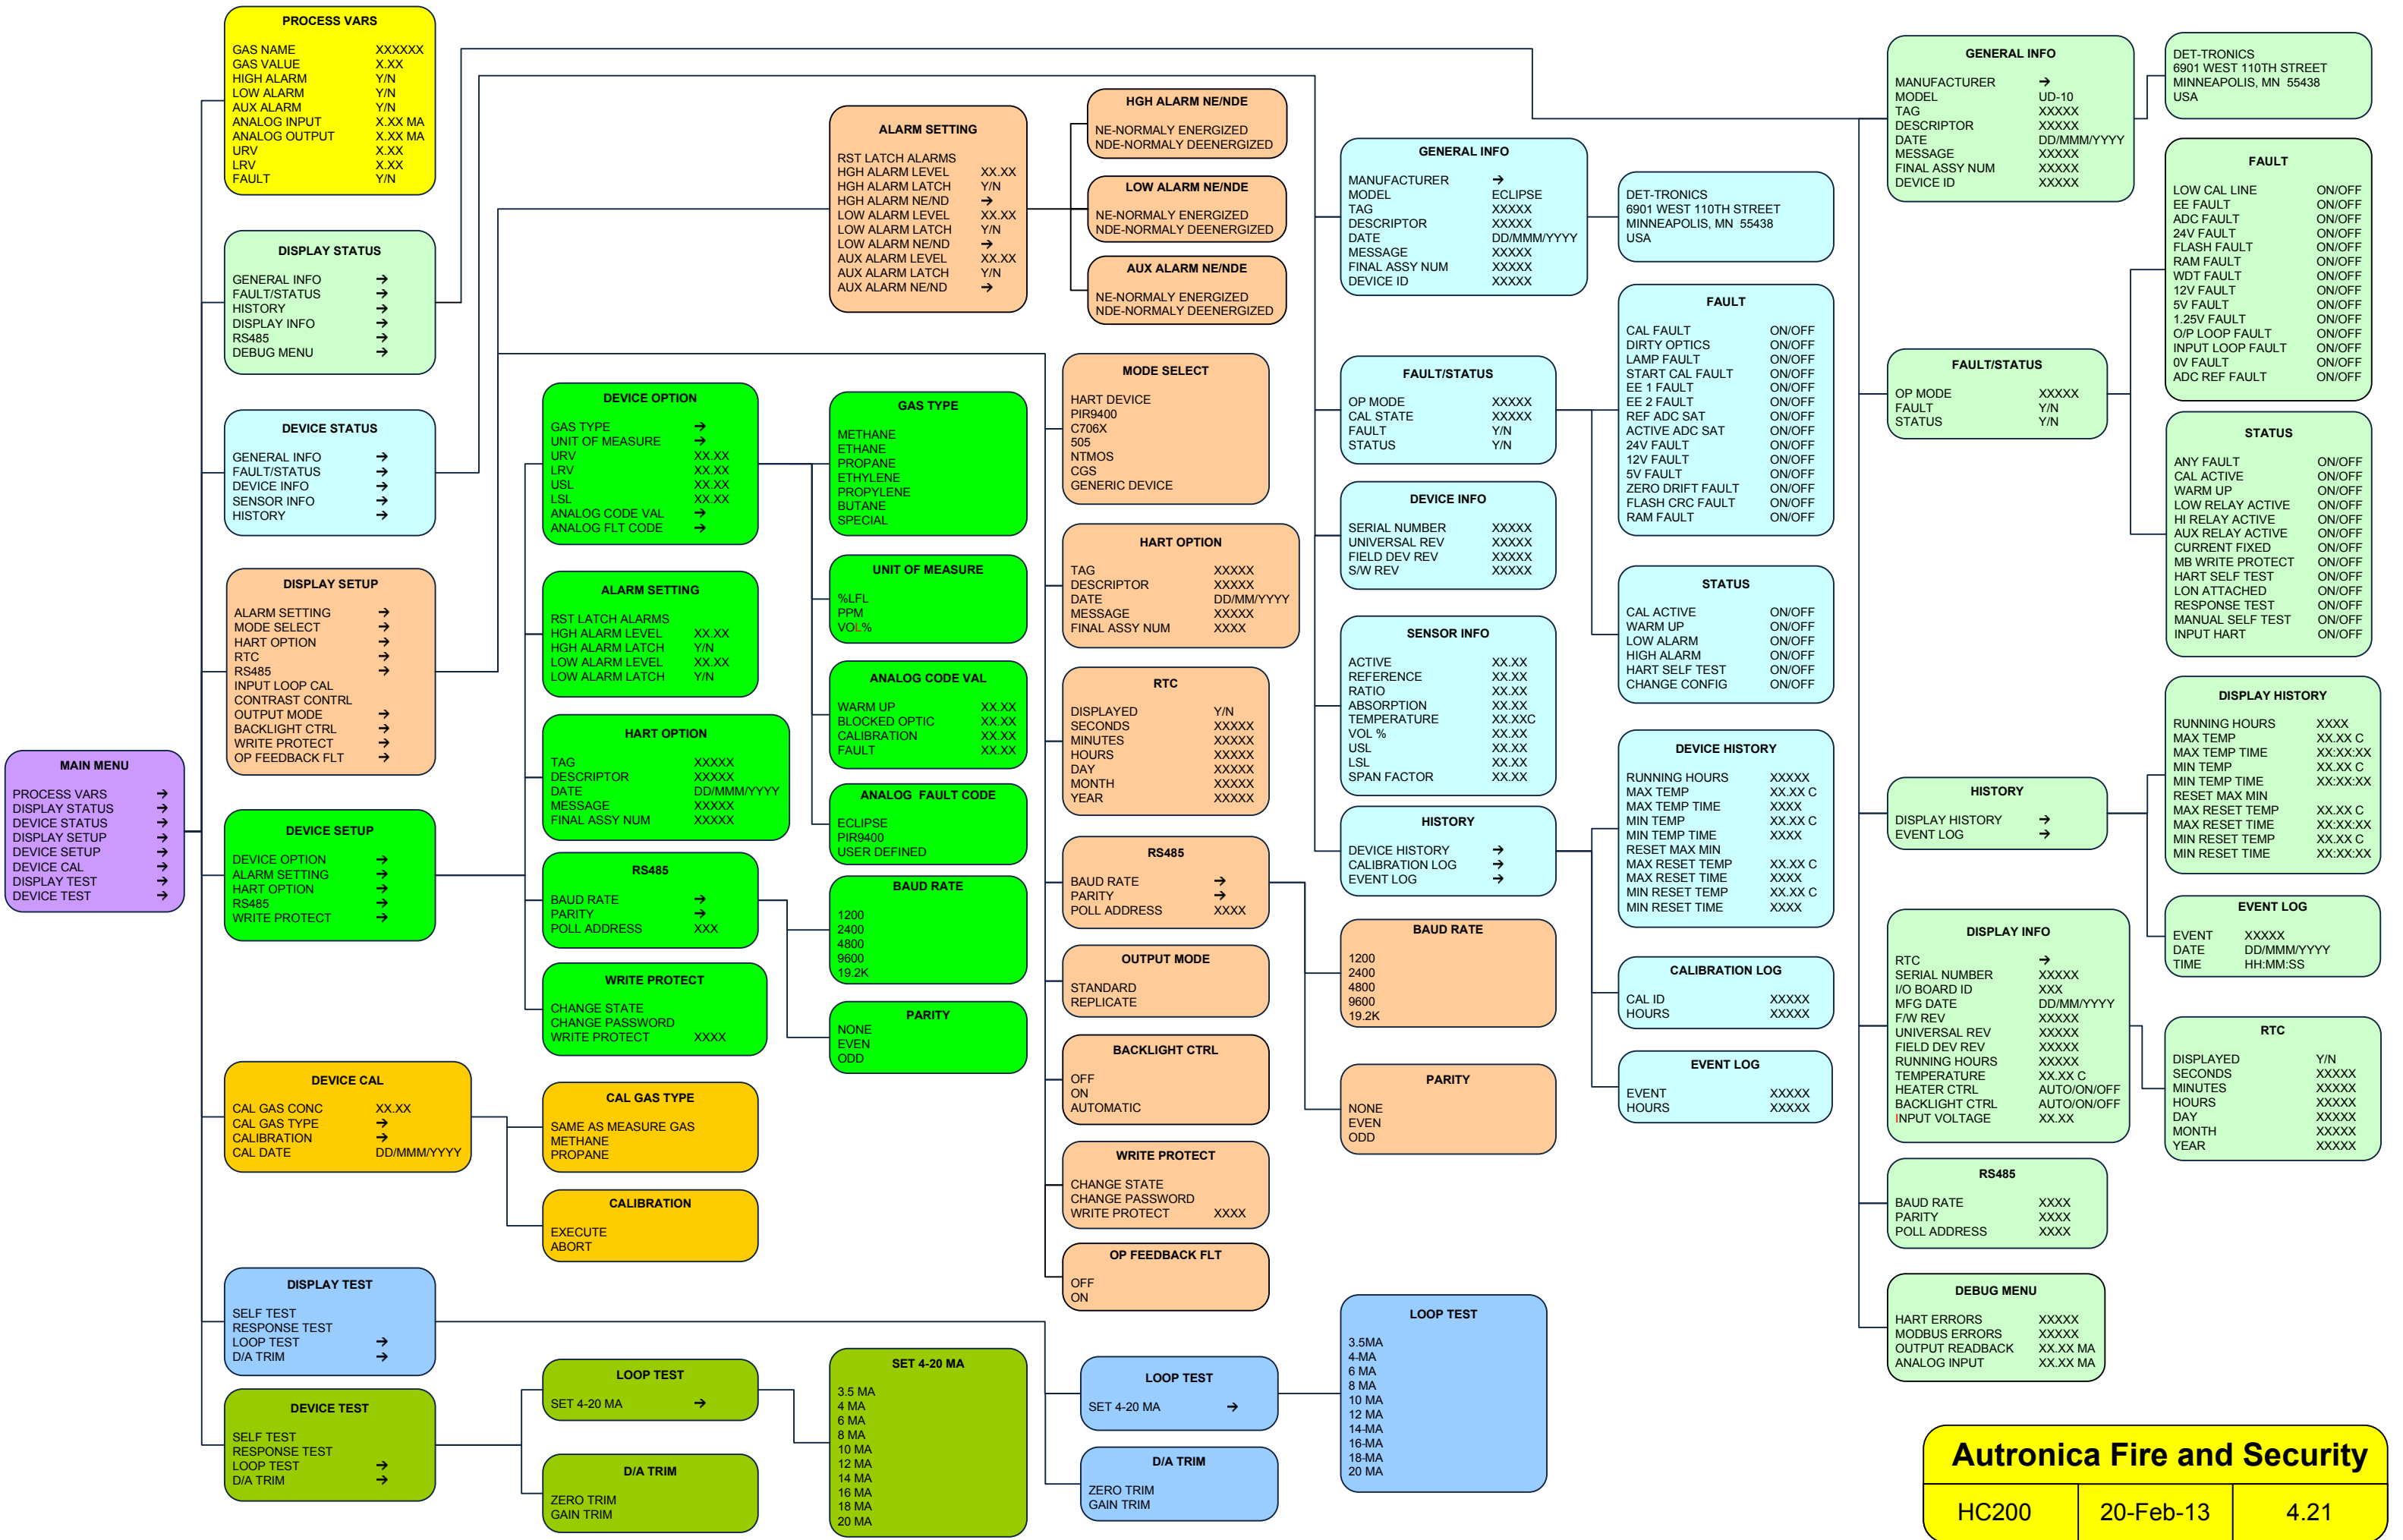 MAIN MENU
PROCESS VARS →
DISPLAY STATUS →
DEVICE STATUS →
DISPLAY SETUP →
DEVICE SETUP →
DEVICE CAL →
DISPLAY TEST →
DEVICE TEST →
PROCESS VARS
GAS NAME XXXXXX
GAS VALUE X.XX
HIGH ALARM Y/N
LOW ALARM Y/N
AUX ALARM Y/N
ANALOG INPUT X.XX MA
ANALOG OUTPUT X.XX MA
URV X.XX
LRV X.XX
FAULT Y/N
DISPLAY STATUS
GENERAL INFO →
FAULT/STATUS →
HISTORY →
DISPLAY INFO →
RS485 →
DEBUG MENU →
DEVICE STATUS
GENERAL INFO →
FAULT/STATUS →
DEVICE INFO →
SENSOR INFO →
HISTORY →
DISPLAY SETUP
ALARM SETTING →
MODE SELECT →
HART OPTION →
RTC →
RS485 →
INPUT LOOP CAL
CONTRAST CONTRL
OUTPUT MODE →
BACKLIGHT CTRL →
WRITE PROTECT →
OP FEEDBACK FLT →
DEVICE SETUP
DEVICE OPTION →
ALARM SETTING →
HART OPTION →
RS485 →
WRITE PROTECT →
DEVICE CAL
CAL GAS CONC XX.XX
CAL GAS TYPE →
CALIBRATION →
CAL DATE DD/MMM/YYYY
DISPLAY TEST
SELF TEST
RESPONSE TEST
LOOP TEST →
D/A TRIM →
DEVICE TEST
SELF TEST
RESPONSE TEST
LOOP TEST →
D/A TRIM →
DEVICE OPTION
GAS TYPE →
UNIT OF MEASURE →
URV XX.XX
LRV XX.XX
USL XX.XX
LSL XX.XX
ANALOG CODE VAL →
ANALOG FLT CODE →
ALARM SETTING
RST LATCH ALARMS
HGH ALARM LEVEL XX.XX
HGH ALARM LATCH Y/N
LOW ALARM LEVEL XX.XX
LOW ALARM LATCH Y/N
HART OPTION
TAG XXXXX
DESCRIPTOR XXXXX
DATE DD/MMM/YYYY
MESSAGE XXXXX
FINAL ASSY NUM XXXXX
RS485
BAUD RATE →
PARITY →
POLL ADDRESS XXX
WRITE PROTECT
CHANGE STATE
CHANGE PASSWORD
WRITE PROTECT XXXX
CAL GAS TYPE
SAME AS MEASURE GAS
METHANE
PROPANE
CALIBRATION
EXECUTE
ABORT
LOOP TEST
SET 4-20 MA →
D/A TRIM
ZERO TRIM
GAIN TRIM
ALARM SETTING
RST LATCH ALARMS
HGH ALARM LEVEL XX.XX
HGH ALARM LATCH Y/N
HGH ALARM NE/ND →
LOW ALARM LEVEL XX.XX
LOW ALARM LATCH Y/N
LOW ALARM NE/ND →
AUX ALARM LEVEL XX.XX
AUX ALARM LATCH Y/N
AUX ALARM NE/ND →
GAS TYPE
METHANE
ETHANE
PROPANE
ETHYLENE
PROPYLENE
BUTANE
SPECIAL
UNIT OF MEASURE
%LFL
PPM
VOL%
ANALOG CODE VAL
WARM UP XX.XX
BLOCKED OPTIC XX.XX
CALIBRATION XX.XX
FAULT XX.XX
ANALOG FAULT CODE
ECLIPSE
PIR9400
USER DEFINED
BAUD RATE
1200
2400
4800
9600
19.2K
PARITY
NONE
EVEN
ODD
SET 4-20 MA
3.5 MA
4 MA
6 MA
8 MA
10 MA
12 MA
14 MA
16 MA
18 MA
20 MA
HGH ALARM NE/NDE
NE-NORMALY ENERGIZED
NDE-NORMALY DEENERGIZED
LOW ALARM NE/NDE
NE-NORMALY ENERGIZED
NDE-NORMALY DEENERGIZED
AUX ALARM NE/NDE
NE-NORMALY ENERGIZED
NDE-NORMALY DEENERGIZED
MODE SELECT
HART DEVICE
PIR9400
C706X
505
NTMOS
CGS
GENERIC DEVICE
HART OPTION
TAG XXXXX
DESCRIPTOR XXXXX
DATE DD/MM/YYYY
MESSAGE XXXXX
FINAL ASSY NUM XXXX
RTC
DISPLAYED Y/N
SECONDS XXXXX
MINUTES XXXXX
HOURS XXXXX
DAY XXXXX
MONTH XXXXX
YEAR XXXXX
RS485
BAUD RATE →
PARITY →
POLL ADDRESS XXXX
OUTPUT MODE
STANDARD
REPLICATE
BACKLIGHT CTRL
OFF
ON
AUTOMATIC
WRITE PROTECT
CHANGE STATE
CHANGE PASSWORD
WRITE PROTECT XXXX
OP FEEDBACK FLT
OFF
ON
LOOP TEST
SET 4-20 MA →
D/A TRIM
ZERO TRIM
GAIN TRIM
GENERAL INFO
MANUFACTURER →
MODEL ECLIPSE
TAG XXXXX
DESCRIPTOR XXXXX
DATE DD/MMM/YYYY
MESSAGE XXXXX
FINAL ASSY NUM XXXXX
DEVICE ID XXXXX
FAULT/STATUS
OP MODE XXXXX
CAL STATE XXXXX
FAULT Y/N
STATUS Y/N
DEVICE INFO
SERIAL NUMBER XXXXX
UNIVERSAL REV XXXXX
FIELD DEV REV XXXXX
S/W REV XXXXX
SENSOR INFO
ACTIVE XX.XX
REFERENCE XX.XX
RATIO XX.XX
ABSORPTION XX.XX
TEMPERATURE XX.XXC
VOL % XX.XX
USL XX.XX
LSL XX.XX
SPAN FACTOR XX.XX
HISTORY
DEVICE HISTORY →
CALIBRATION LOG →
EVENT LOG →
BAUD RATE
1200
2400
4800
9600
19.2K
PARITY
NONE
EVEN
ODD
LOOP TEST
3.5MA
4-MA
6 MA
8 MA
10 MA
12 MA
14-MA
16-MA
18-MA
20 MA
DET-TRONICS
6901 WEST 110TH STREET
MINNEAPOLIS, MN 55438
USA
FAULT
CAL FAULT ON/OFF
DIRTY OPTICS ON/OFF
LAMP FAULT ON/OFF
START CAL FAULT ON/OFF
EE 1 FAULT ON/OFF
EE 2 FAULT ON/OFF
REF ADC SAT ON/OFF
ACTIVE ADC SAT ON/OFF
24V FAULT ON/OFF
12V FAULT ON/OFF
5V FAULT ON/OFF
ZERO DRIFT FAULT ON/OFF
FLASH CRC FAULT ON/OFF
RAM FAULT ON/OFF
STATUS
CAL ACTIVE ON/OFF
WARM UP ON/OFF
LOW ALARM ON/OFF
HIGH ALARM ON/OFF
HART SELF TEST ON/OFF
CHANGE CONFIG ON/OFF
DEVICE HISTORY
RUNNING HOURS XXXXX
MAX TEMP XX.XX C
MAX TEMP TIME XXXX
MIN TEMP XX.XX C
MIN TEMP TIME XXXX
RESET MAX MIN
MAX RESET TEMP XX.XX C
MAX RESET TIME XXXX
MIN RESET TEMP XX.XX C
MIN RESET TIME XXXX
CALIBRATION LOG
CAL ID XXXXX
HOURS XXXXX
EVENT LOG
EVENT XXXXX
HOURS XXXXX
GENERAL INFO
MANUFACTURER →
MODEL UD-10
TAG XXXXX
DESCRIPTOR XXXXX
DATE DD/MMM/YYYY
MESSAGE XXXXX
FINAL ASSY NUM XXXXX
DEVICE ID XXXXX
FAULT/STATUS
OP MODE XXXXX
FAULT Y/N
STATUS Y/N
HISTORY
DISPLAY HISTORY →
EVENT LOG →
DISPLAY INFO
RTC →
SERIAL NUMBER XXXXX
I/O BOARD ID XXX
MFG DATE DD/MM/YYYY
F/W REV XXXXX
UNIVERSAL REV XXXXX
FIELD DEV REV XXXXX
RUNNING HOURS XXXXX
TEMPERATURE XX.XX C
HEATER CTRL AUTO/ON/OFF
BACKLIGHT CTRL AUTO/ON/OFF
INPUT VOLTAGE XX.XX
RS485
BAUD RATE XXXX
PARITY XXXX
POLL ADDRESS XXXX
DEBUG MENU
HART ERRORS XXXXX
MODBUS ERRORS XXXXX
OUTPUT READBACK XX.XX MA
ANALOG INPUT XX.XX MA
DET-TRONICS
6901 WEST 110TH STREET
MINNEAPOLIS, MN 55438
USA
FAULT
LOW CAL LINE ON/OFF
EE FAULT ON/OFF
ADC FAULT ON/OFF
24V FAULT ON/OFF
FLASH FAULT ON/OFF
RAM FAULT ON/OFF
WDT FAULT ON/OFF
12V FAULT ON/OFF
5V FAULT ON/OFF
1.25V FAULT ON/OFF
O/P LOOP FAULT ON/OFF
INPUT LOOP FAULT ON/OFF
0V FAULT ON/OFF
ADC REF FAULT ON/OFF
STATUS
ANY FAULT ON/OFF
CAL ACTIVE ON/OFF
WARM UP ON/OFF
LOW RELAY ACTIVE ON/OFF
HI RELAY ACTIVE ON/OFF
AUX RELAY ACTIVE ON/OFF
CURRENT FIXED ON/OFF
MB WRITE PROTECT ON/OFF
HART SELF TEST ON/OFF
LON ATTACHED ON/OFF
RESPONSE TEST ON/OFF
MANUAL SELF TEST ON/OFF
INPUT HART ON/OFF
DISPLAY HISTORY
RUNNING HOURS XXXX
MAX TEMP XX.XX C
MAX TEMP TIME XX:XX:XX
MIN TEMP XX.XX C
MIN TEMP TIME XX:XX:XX
RESET MAX MIN
MAX RESET TEMP XX.XX C
MAX RESET TIME XX:XX:XX
MIN RESET TEMP XX.XX C
MIN RESET TIME XX:XX:XX
EVENT LOG
EVENT XXXXX
DATE DD/MMM/YYYY
TIME HH:MM:SS
RTC
DISPLAYED Y/N
SECONDS XXXXX
MINUTES XXXXX
HOURS XXXXX
DAY XXXXX
MONTH XXXXX
YEAR XXXXX
Autronica Fire and Security
HC200 20-Feb-13 4.21